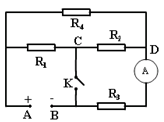 R₄
C
R₁ R₂ D
K A
+ -
R₃
A B